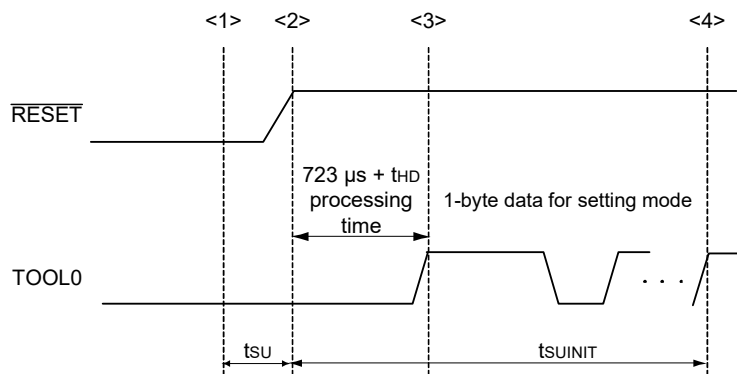 <1> <2> <3> <4>
RESET
723 µs + tHD
processing
time
1-byte data for setting mode
TOOL0
. . .
tSU tSUINIT